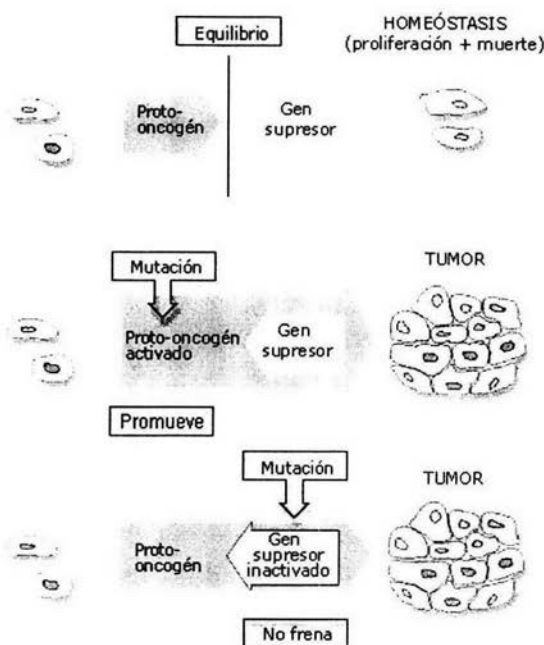 Equilibrio
HOMEÓSTASIS
(proliferación + muerte)
Proto-
oncogén
Gen
supresor
Mutación
TUMOR
Proto-oncogén
activado
Gen
supresor
Promueve
Mutación
TUMOR
Proto-
oncogén
Gen
supresor
inactivado
No frena